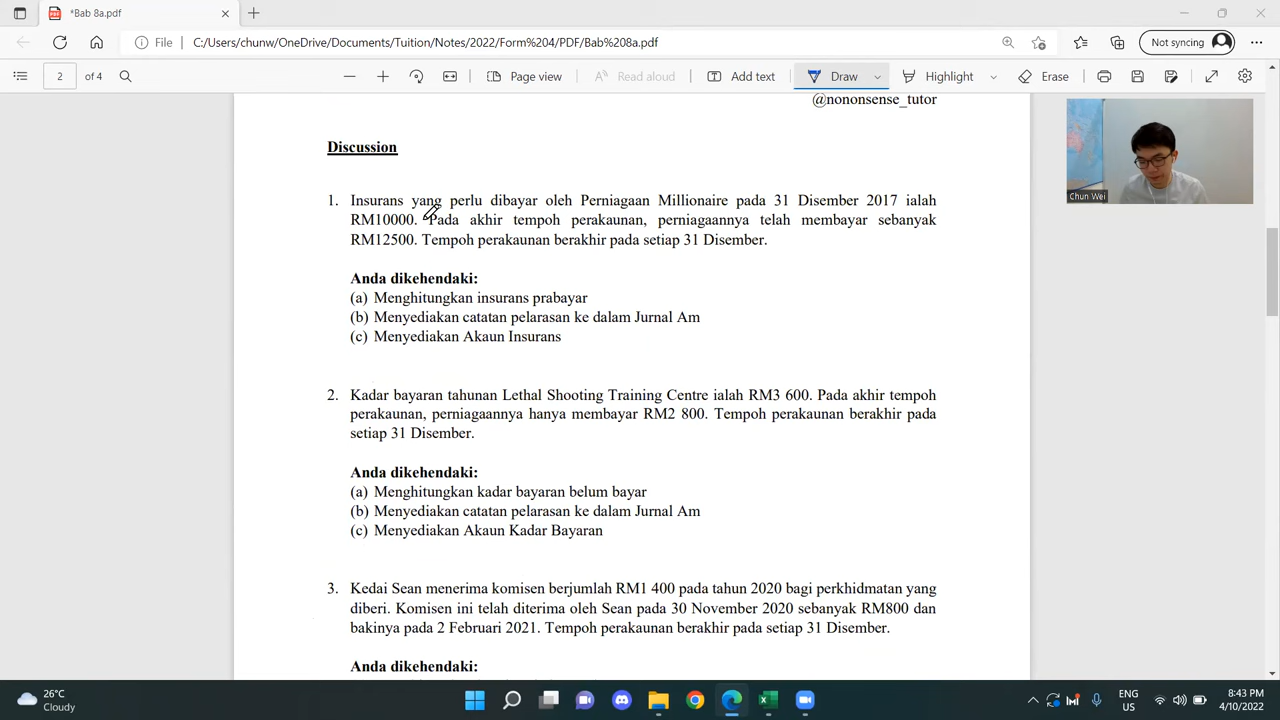 *Bab 8a.pdf
File
C:/Users/chunw/OneDrive/Documents/Tuition/Notes/2022/Form%204/PDF/Bab%208a.pdf
Not syncing
2 of 4
Page view
Read aloud
Add text
Draw
Highlight
Erase
@nononsense_tutor
Chun Wei
Discussion
1. Insurans yang perlu dibayar oleh Perniagaan Millionaire pada 31 Disember 2017 ialah
RM10000. Pada akhir tempoh perakaunan, perniagaannya telah membayar sebanyak
RM12500. Tempoh perakaunan berakhir pada setiap 31 Disember.
Anda dikehendaki:
(a) Menghitungkan insurans prabayar
(b) Menyediakan catatan pelarasan ke dalam Jurnal Am
(c) Menyediakan Akaun Insurans
2. Kadar bayaran tahunan Lethal Shooting Training Centre ialah RM3 600. Pada akhir tempoh
perakaunan, perniagaannya hanya membayar RM2 800. Tempoh perakaunan berakhir pada
setiap 31 Disember.
Anda dikehendaki:
(a) Menghitungkan kadar bayaran belum bayar
(b) Menyediakan catatan pelarasan ke dalam Jurnal Am
(c) Menyediakan Akaun Kadar Bayaran
3. Kedai Sean menerima komisen berjumlah RM1 400 pada tahun 2020 bagi perkhidmatan yang
diberi. Komisen ini telah diterima oleh Sean pada 30 November 2020 sebanyak RM800 dan
bakinya pada 2 Februari 2021. Tempoh perakaunan berakhir pada setiap 31 Disember.
Anda dikehendaki:
26°C
Cloudy
ENG
US
8:43 PM
4/10/2022